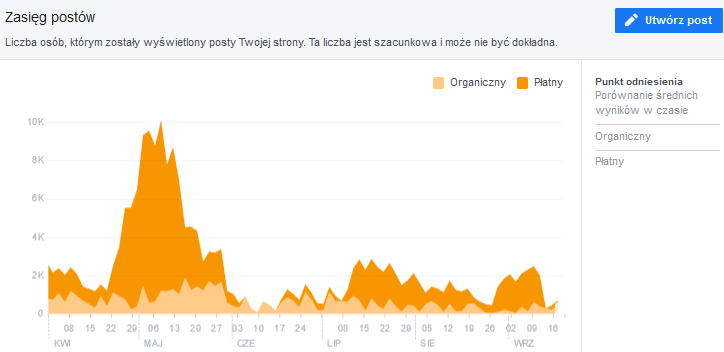 Zasięg postów
Utwórz post
Liczba osób, którym zostały wyświetlony posty Twojej strony. Ta liczba jest szacunkowa i może nie być dokładna.
Organiczny Płatny
Punkt odniesienia
Porównanie średnich
wyników w czasie
Organiczny
Płatny
10K
8K
6K
4K
2K
0
08 15 22 29 06 13 20 27 03 10 17 24 08 15 22 29 05 12 19 26 02 09 16
KWI MAJ CZE LIP SIE WRZ